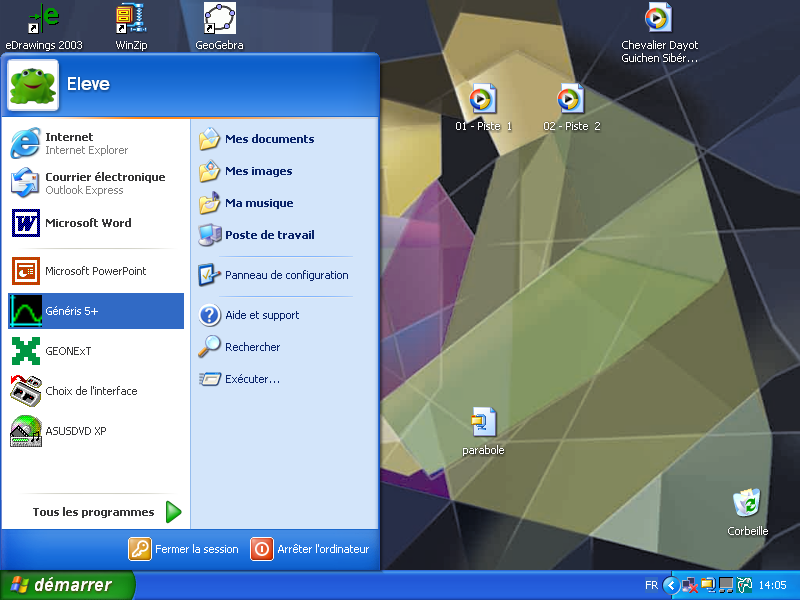 eDrawings 2003
WinZip
GeoGebra
Chevalier Dayot
Guichen Sibér...
01 - Piste 1
02 - Piste 2
parabole
Corbeille
Eleve
Internet
Internet Explorer
Courrier électronique
Outlook Express
Microsoft Word
Microsoft PowerPoint
Généris 5+
GEONExT
Choix de l'interface
ASUSDVD XP
Tous les programmes
Mes documents
Mes images
Ma musique
Poste de travail
Panneau de configuration
Aide et support
Rechercher
Exécuter...
Fermer la session
Arrêter l'ordinateur
démarrer
FR
14:05